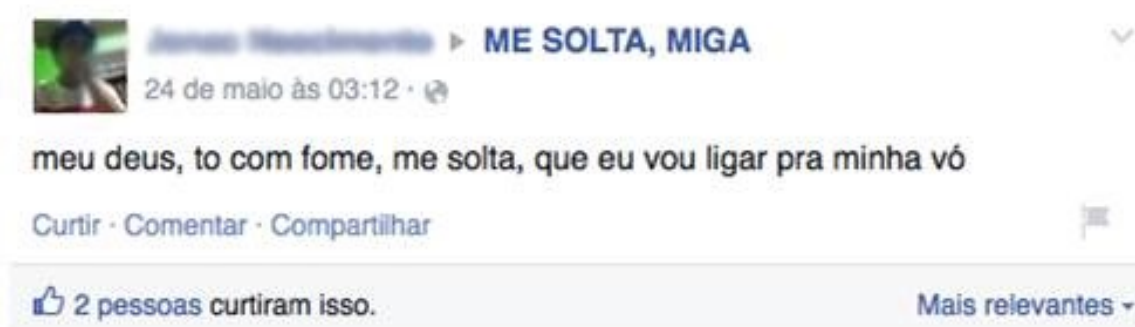 ME SOLTA, MIGA
24 de maio às 03:12 ·
meu deus, to com fome, me solta, que eu vou ligar pra minha vó
Curtir · Comentar · Compartilhar
2 pessoas curtiram isso. Mais relevantes